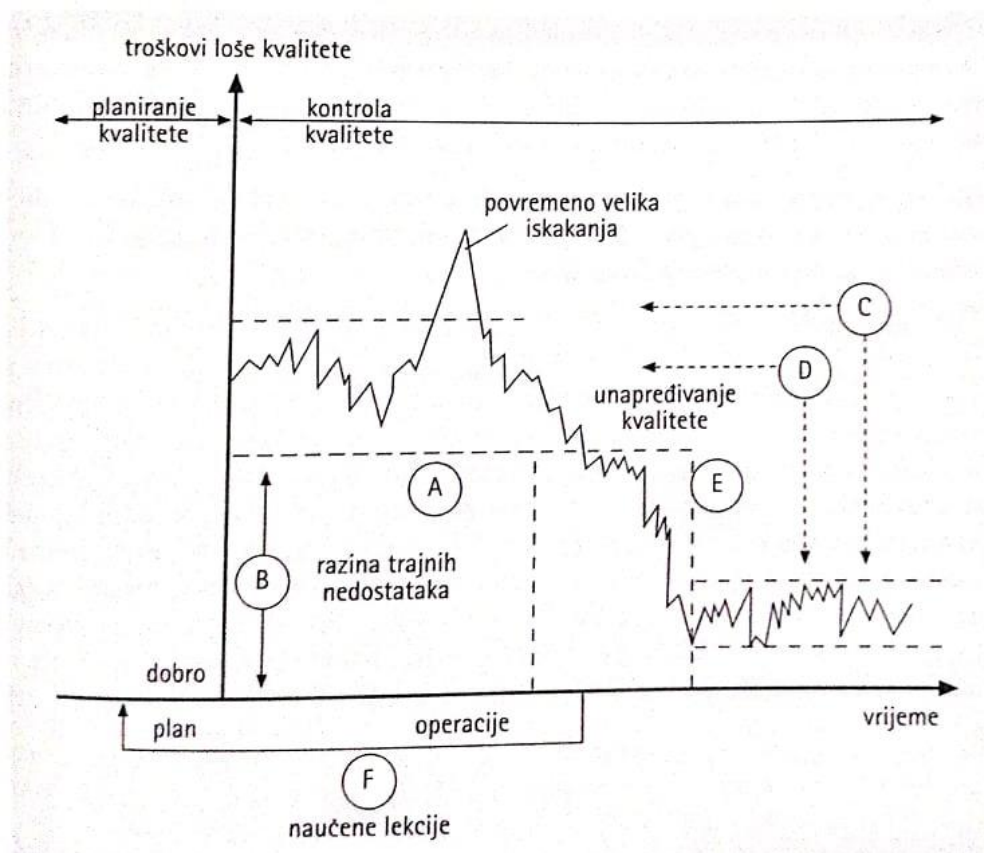 troškovi loše kvalitete
planiranje
kvalitete
kontrola
kvalitete
povremeno velika
iskakanja
C
D
unapređivanje
kvalitete
A
E
B
razina trajnih
nedostataka
dobro
plan
operacije
vrijeme
F
naučene lekcije